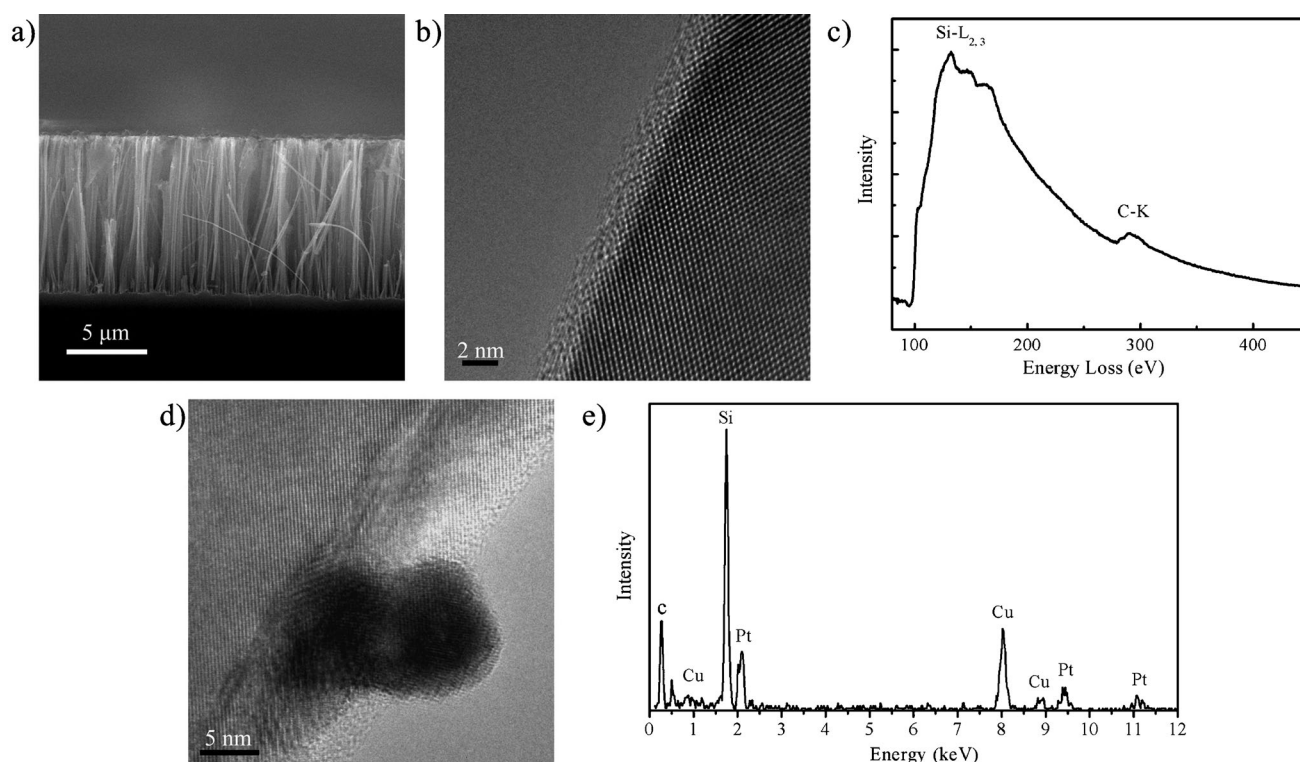 a)
5 μm
b)
2 nm
c)
Si-L2,3
C-K
Intensity
100 200 300 400
Energy Loss (eV)
d)
5 nm
e)
Si
c
Cu
Pt
Cu
Cu
Pt
Pt
Intensity
0 1 2 3 4 5 6 7 8 9 10 11 12
Energy (keV)